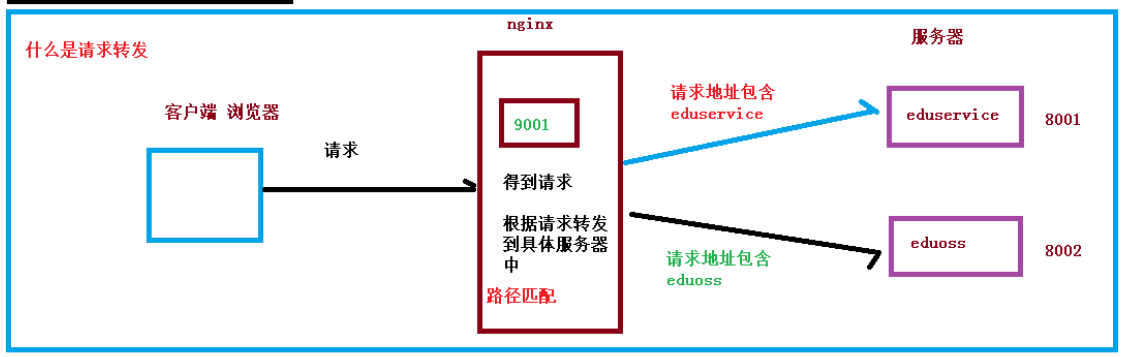 什么是请求转发
nginx
服务器
客户端 浏览器
请求
9001
得到请求
根据请求转发
到具体服务器
中
路径匹配
请求地址包含
eduservice
eduservice
8001
请求地址包含
eduoss
eduoss
8002